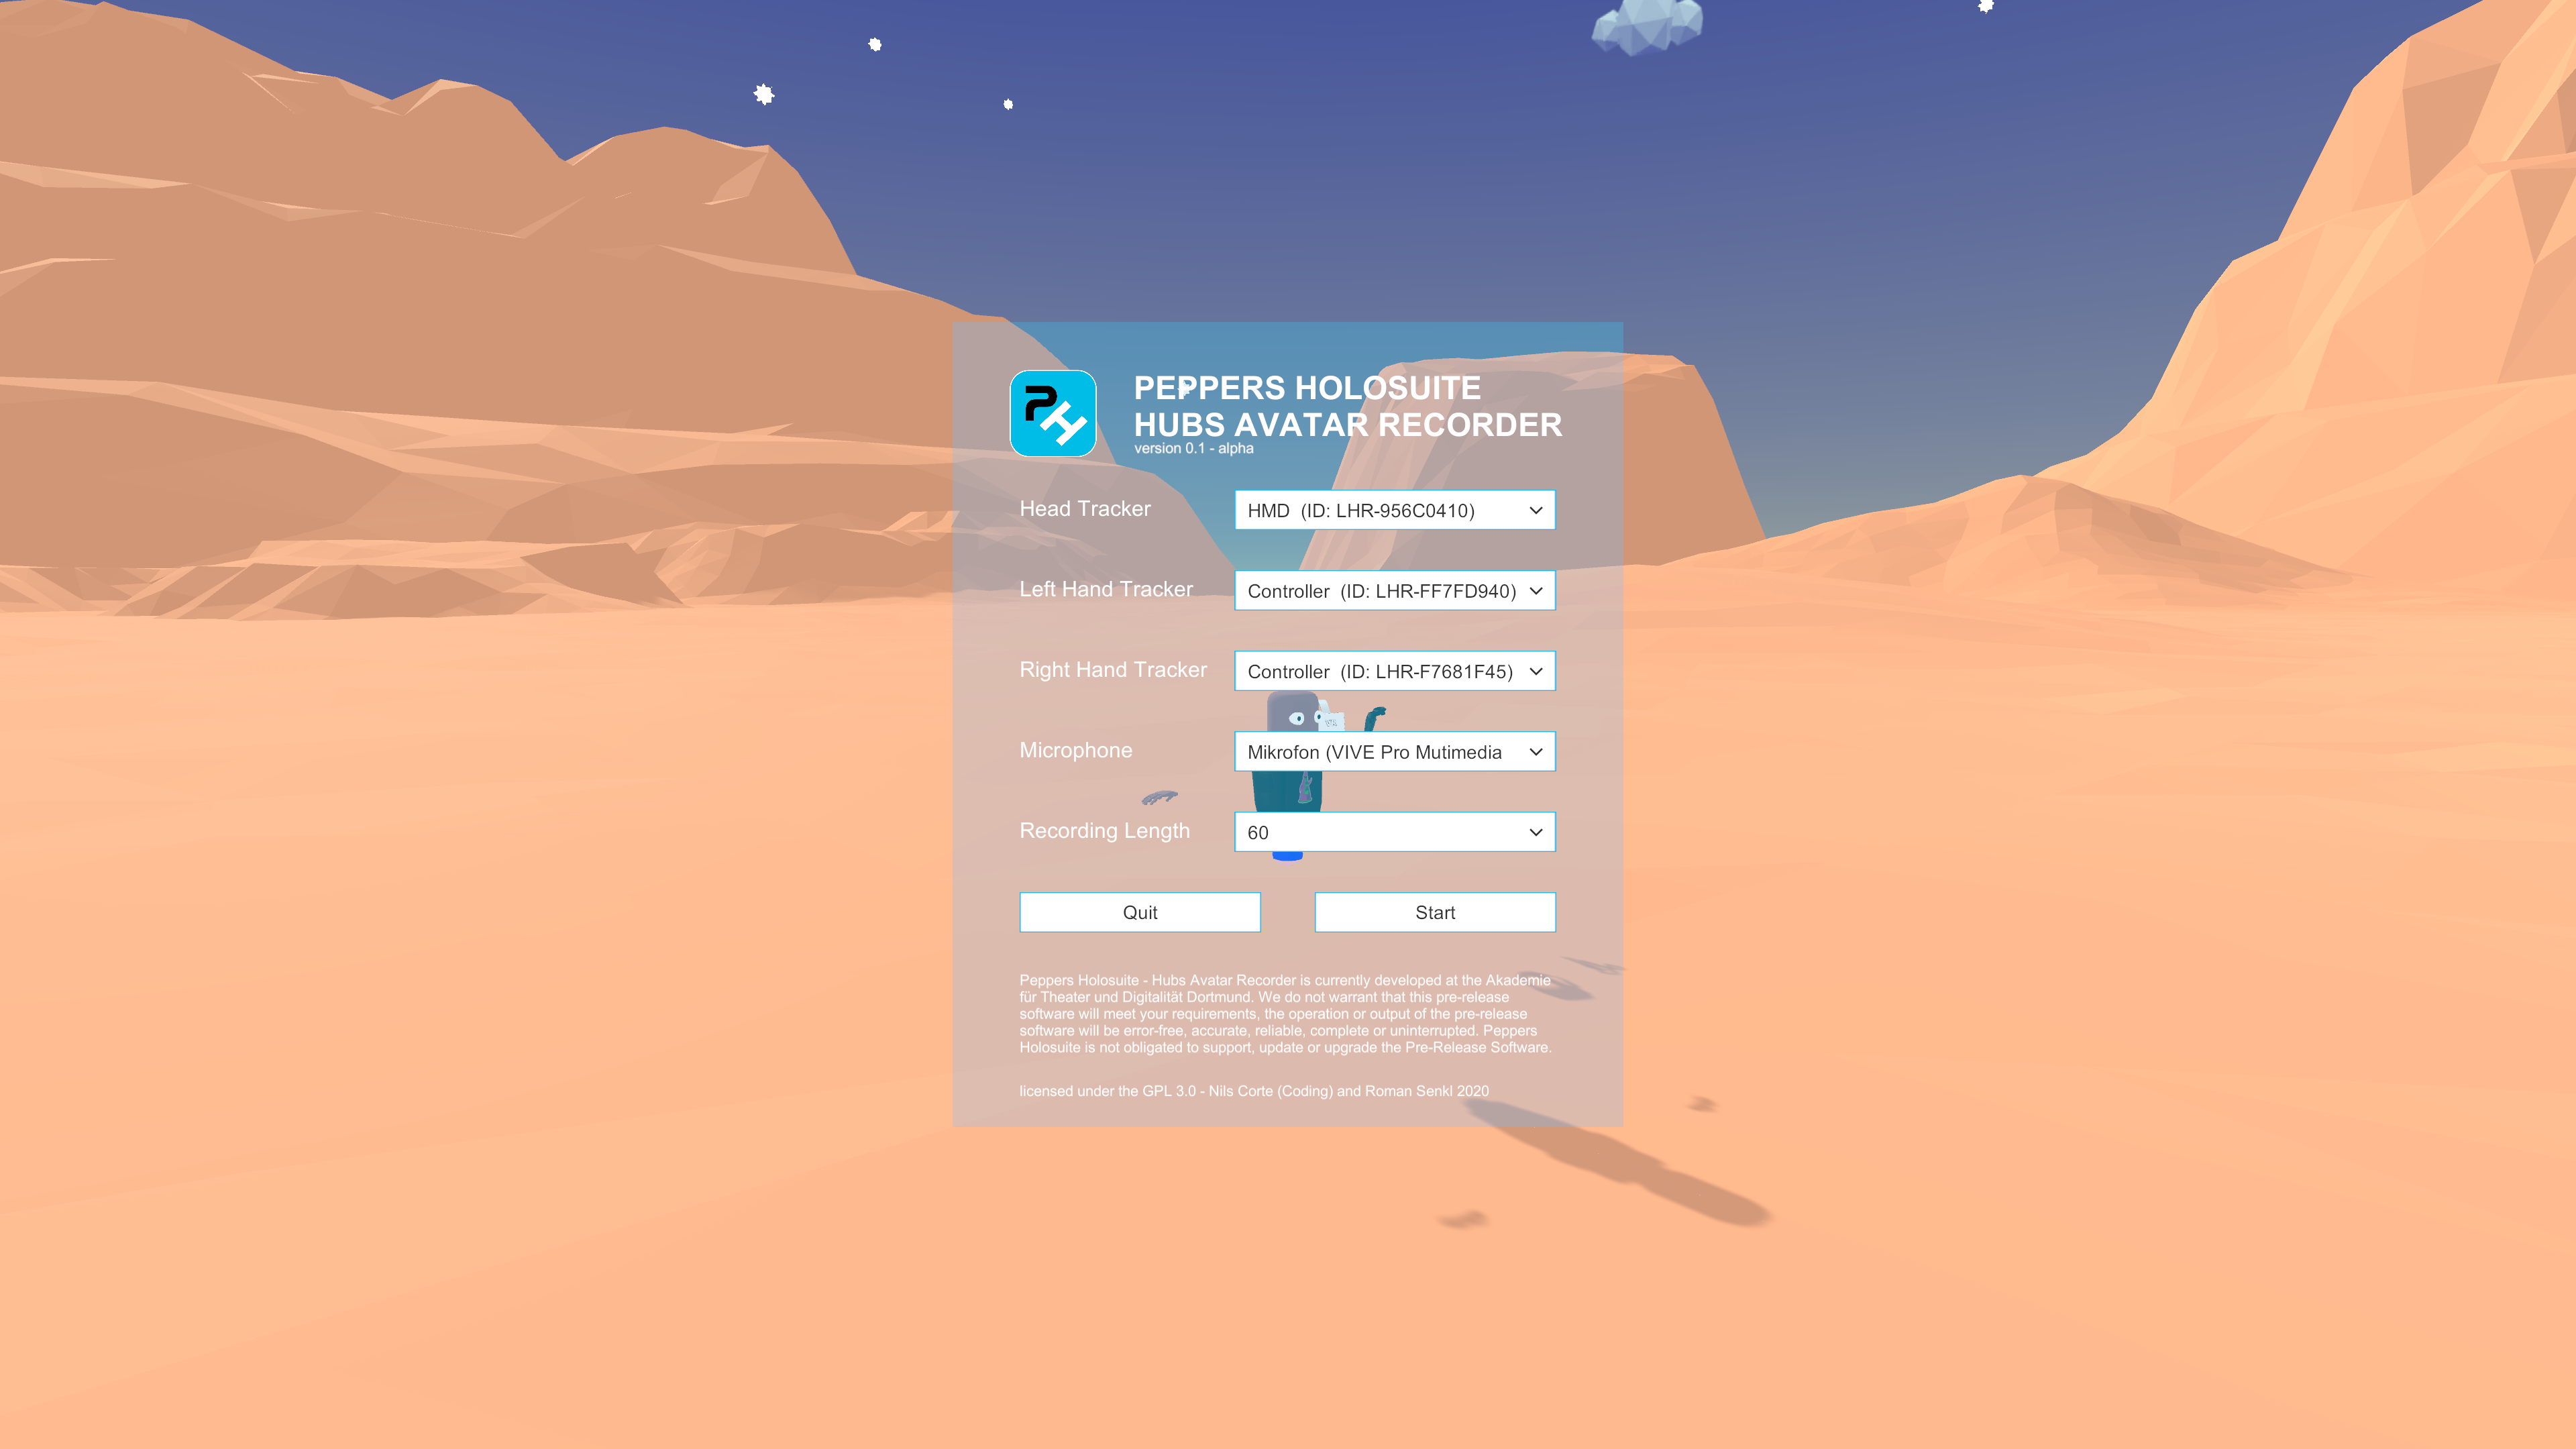 PH
PEPPERS HOLOSUITE
HUBS AVATAR RECORDER
version 0.1 - alpha
Head Tracker
HMD (ID: LHR-956C0410)
Left Hand Tracker
Controller (ID: LHR-FF7FD940)
Right Hand Tracker
Controller (ID: LHR-F7681F45)
Microphone
Mikrofon (VIVE Pro Mutimedia
Recording Length
60
Quit
Start
Peppers Holosuite - Hubs Avatar Recorder is currently developed at the Akademie
für Theater und Digitalität Dortmund. We do not warrant that this pre-release
software will meet your requirements, the operation or output of the pre-release
software will be error-free, accurate, reliable, complete or uninterrupted. Peppers
Holosuite is not obligated to support, update or upgrade the Pre-Release Software.
licensed under the GPL 3.0 - Nils Corte (Coding) and Roman Senkl 2020